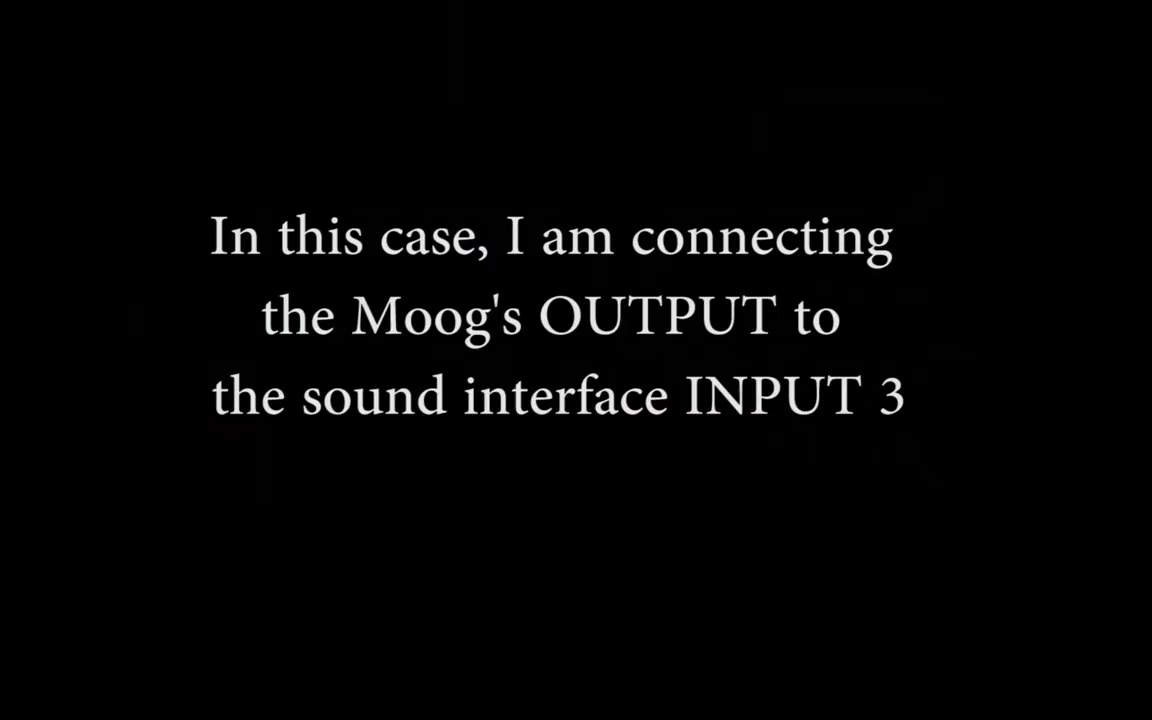 In this case, I am connecting
the Moog's OUTPUT to
the sound interface INPUT 3